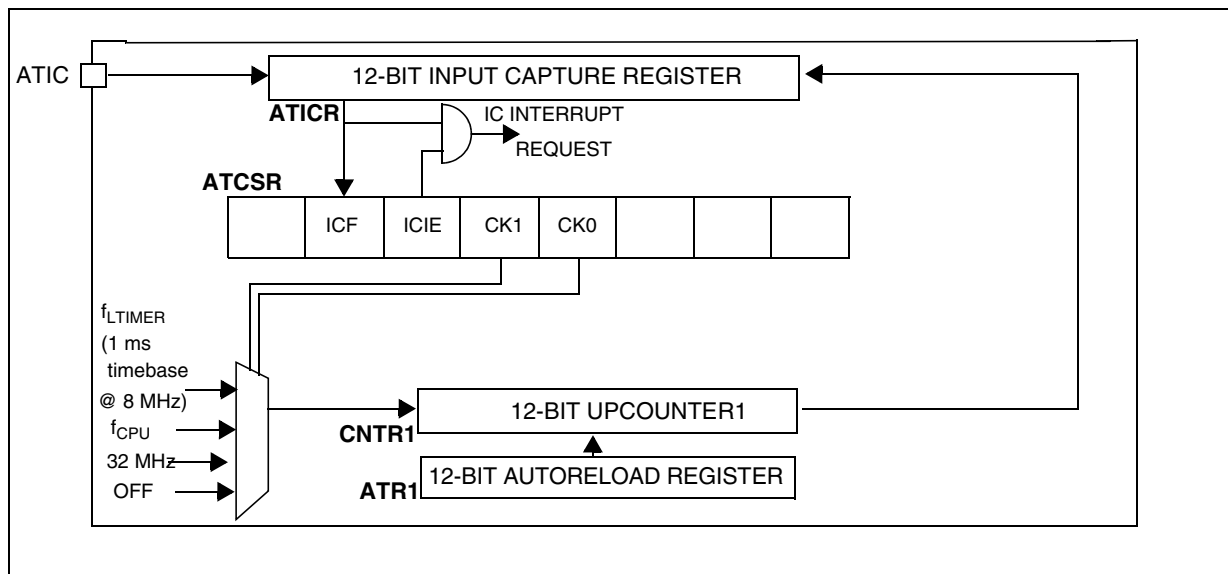 ATIC
12-BIT INPUT CAPTURE REGISTER
ATICR
IC INTERRUPT
REQUEST
ATCSR
ICF
ICIE
CK1
CK0
fLTIMER
(1 ms
timebase
@ 8 MHz)
fCPU
32 MHz
OFF
12-BIT UPCOUNTER1
CNTR1
12-BIT AUTORELOAD REGISTER
ATR1